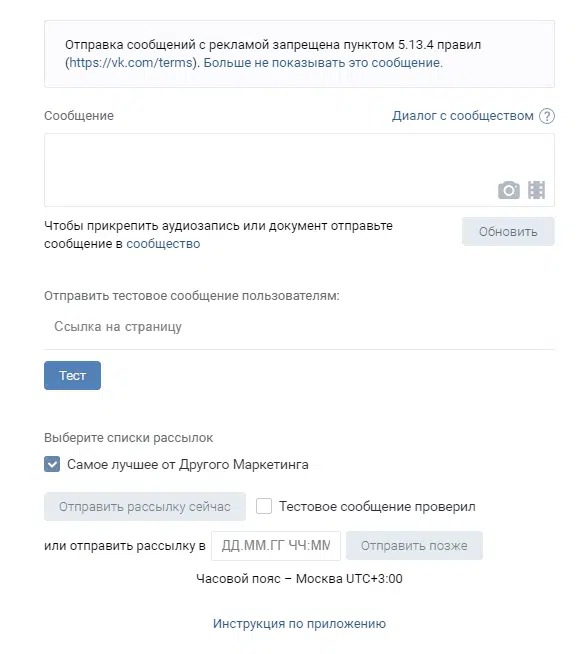 Отправка сообщений с рекламой запрещена пунктом 5.13.4 правил
(https://vk.com/terms). Больше не показывать это сообщение.
Сообщение
Диалог с сообществом ?
Чтобы прикрепить аудиозапись или документ отправьте
сообщение в сообщество
Обновить
Отправить тестовое сообщение пользователям:
Ссылка на страницу
Тест
Выберите списки рассылок
Самое лучшее от Другого Маркетинга
Отправить рассылку сейчас
Тестовое сообщение проверил
или отправить рассылку в
ДД.ММ.ГГ ЧЧ:ММ
Отправить позже
Часовой пояс – Москва UTC+3:00
Инструкция по приложению